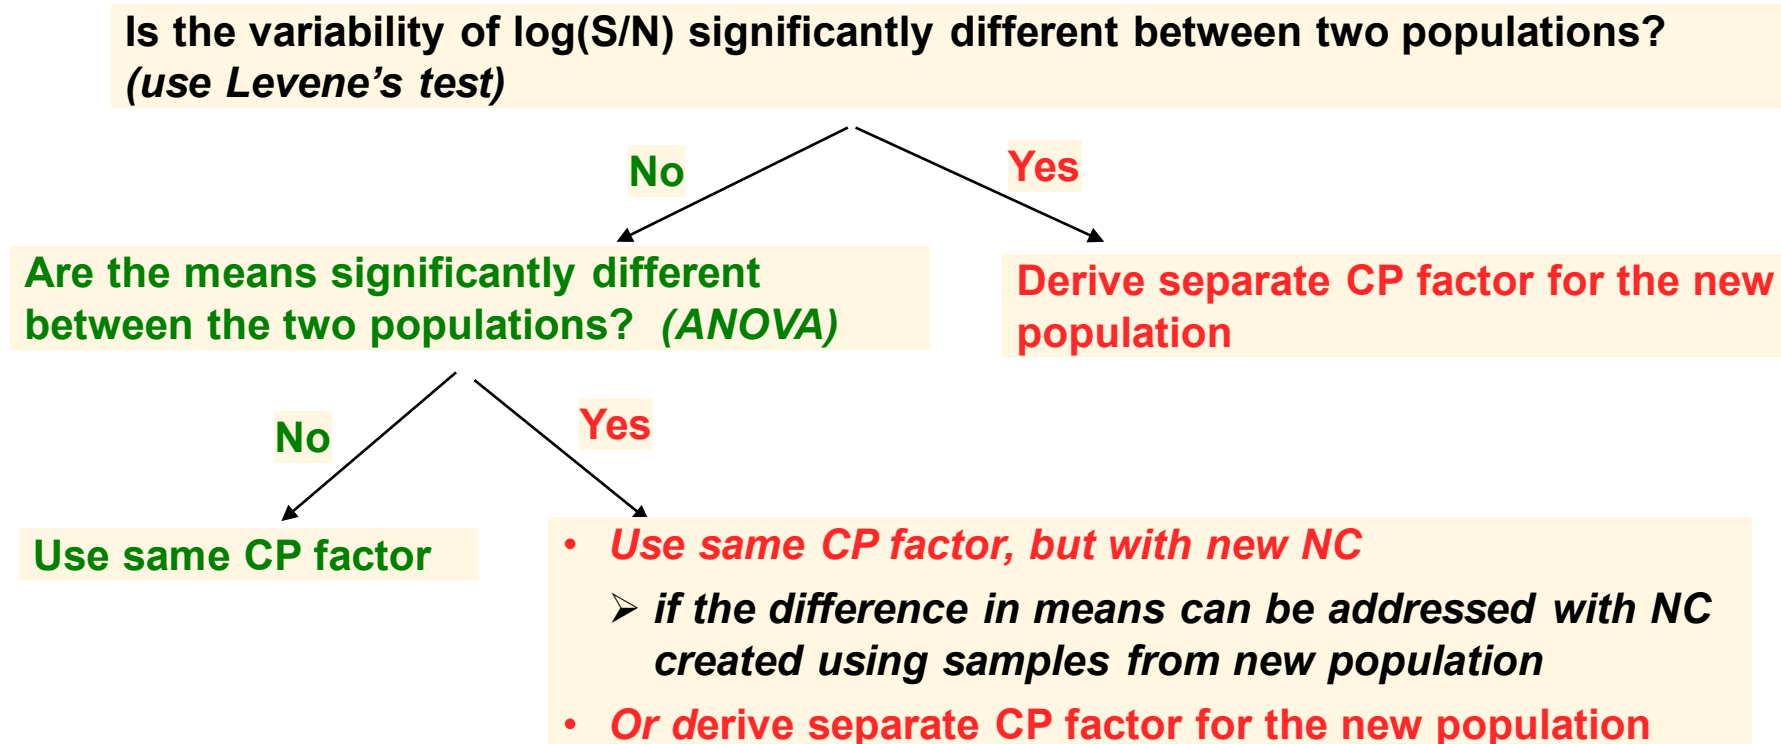 Is the variability of log(S/N) significantly different between two populations?
(use Levene’s test)
No
Yes
Are the means significantly different
between the two populations? (ANOVA)
Derive separate CP factor for the new
population
No
Yes
Use same CP factor
• Use same CP factor, but with new NC
➢ if the difference in means can be addressed with NC
created using samples from new population
• Or derive separate CP factor for the new population